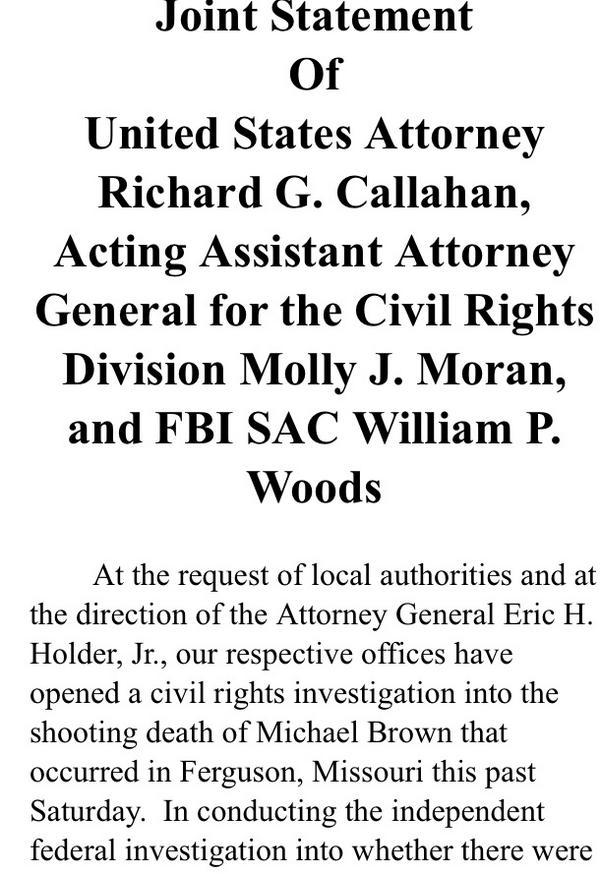 Joint Statement
Of
United States Attorney
Richard G. Callahan,
Acting Assistant Attorney
General for the Civil Rights
Division Molly J. Moran,
and FBI SAC William P.
Woods
At the request of local authorities and at
the direction of the Attorney General Eric H.
Holder, Jr., our respective offices have
opened a civil rights investigation into the
shooting death of Michael Brown that
occurred in Ferguson, Missouri this past
Saturday.  In conducting the independent
federal investigation into whether there were